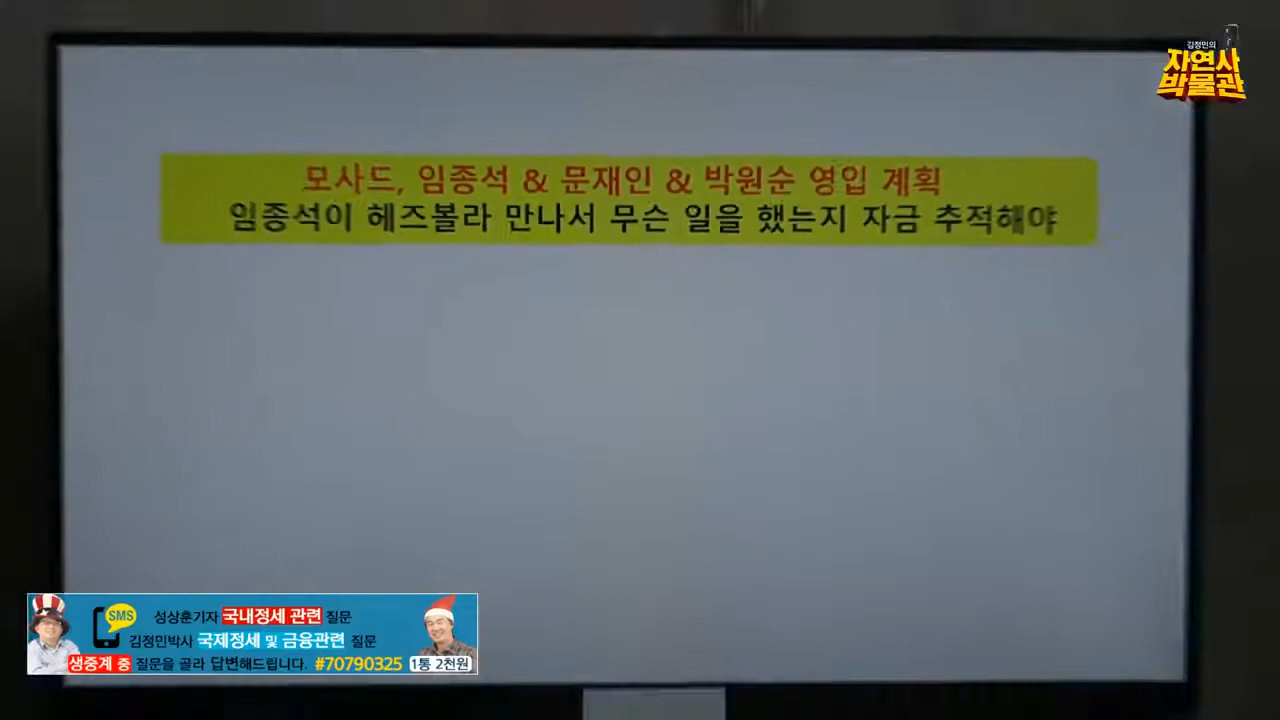 김정민의
자연사
박물관
모사드, 임종석 & 문재인 & 박원순 영입 계획
임종석이 헤즈볼라 만나서 무슨 일을 했는지 자금 추적해야
SMS
성상훈기자 국내정세 관련 질문
김정민박사 국제정세 및 금융관련 질문
생중계 중 질문을 골라 답변해드립니다. #70790325 1통 2천원